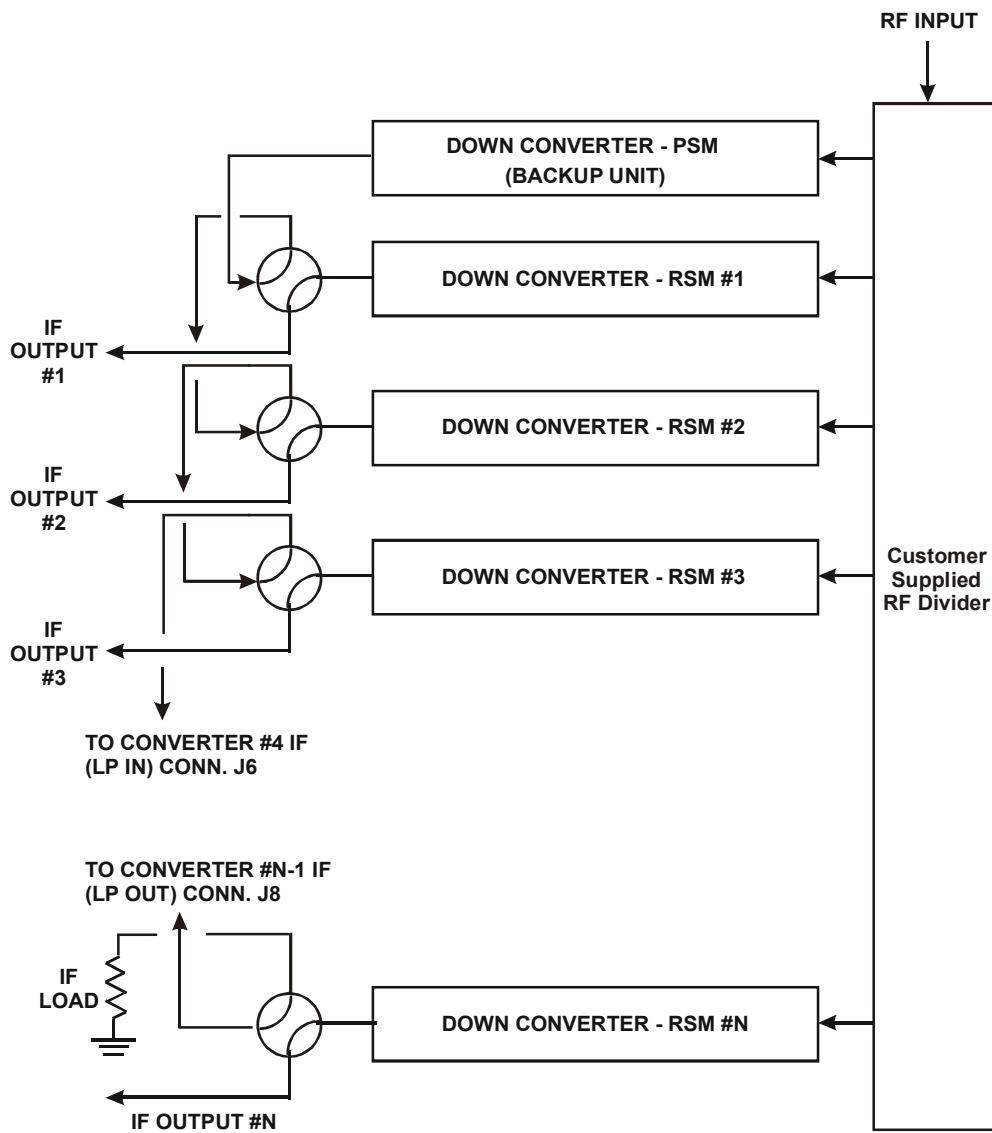 RF INPUT
DOWN CONVERTER - PSM
(BACKUP UNIT)
DOWN CONVERTER - RSM #1
IF
OUTPUT
#1
DOWN CONVERTER - RSM #2
IF
OUTPUT
#2
DOWN CONVERTER - RSM #3
Customer
Supplied
RF Divider
IF
OUTPUT
#3
TO CONVERTER #4 IF
(LP IN) CONN. J6
TO CONVERTER #N-1 IF
(LP OUT) CONN. J8
IF
LOAD
DOWN CONVERTER - RSM #N
IF OUTPUT #N